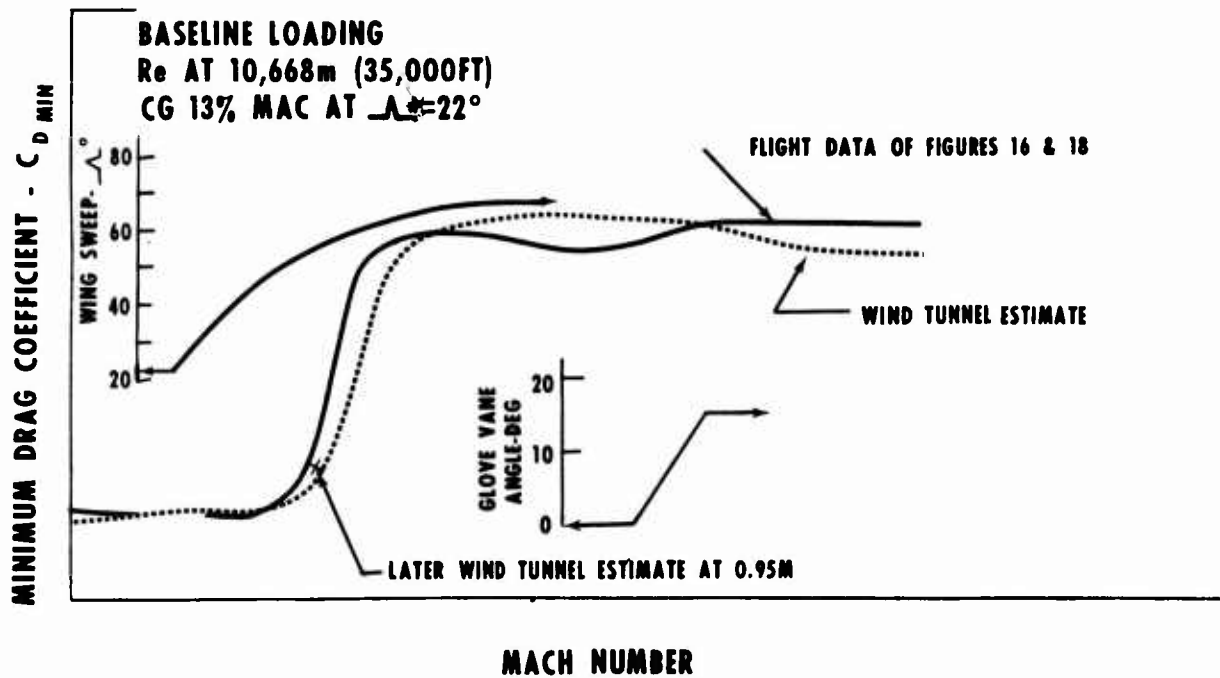 BASELINE LOADING
Re AT 10,668m (35,000FT)
CG 13% MAC AT Λ=22°
MINIMUM DRAG COEFFICIENT - C D MIN
WING SWEEP-Λ°
80
60
40
20
FLIGHT DATA OF FIGURES 16 & 18
WIND TUNNEL ESTIMATE
GLOVE VANE
ANGLE-DEG
20
10
0
LATER WIND TUNNEL ESTIMATE AT 0.95M
MACH NUMBER